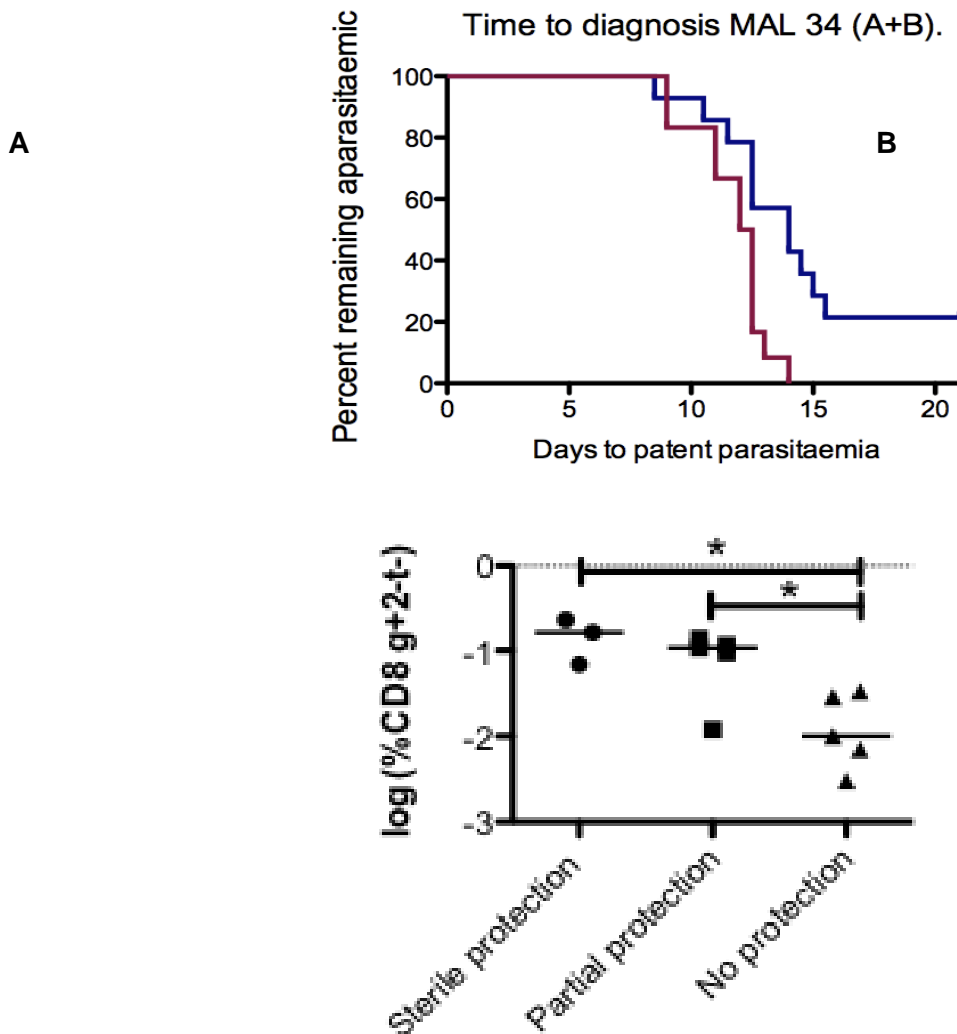 Time to diagnosis MAL 34 (A+B).
A
B
Percent remaining aparasitaemic
100
80
60
40
20
0
0 5 10 15 20
Days to patent parasitaemia
log (%CD8 g+2-t-)
0
-1
-2
-3
*
*
Sterile protection
Partial protection
No protection